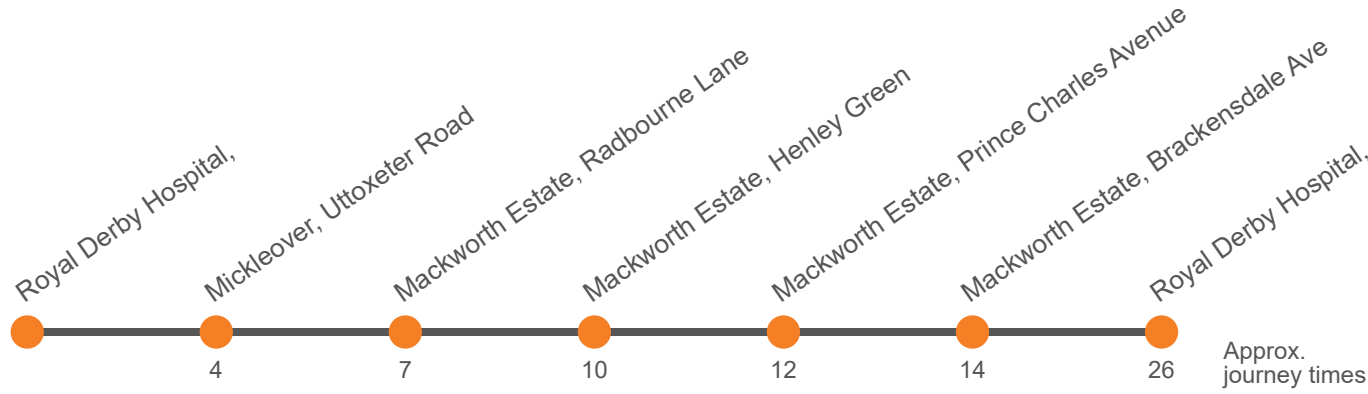 Royal Derby Hospital,
Mickleover, Uttoxeter Road
Mackworth Estate, Radbourne Lane
Mackworth Estate, Henley Green
Mackworth Estate, Prince Charles Avenue
Mackworth Estate, Brackensdale Ave
Royal Derby Hospital,
4
7
10
12
14
26
Approx.
journey times